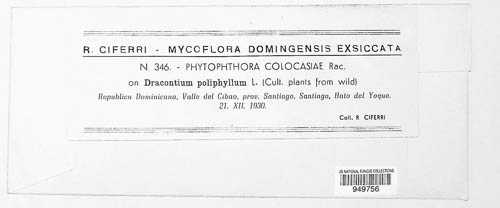 R. CIFERRI - MYCOFLORA DOMINGENSIS EXSICCATA
N. 346. - PHYTOPHTHORA COLOCASIAE Rac.
on Dracontium poliphyllum L. (Cult. plants from wild)
Republica Dominicana, Valle del Cibao, prov. Santiago, Santiago, Hato del Yaque.
21. XII. 1930.
Coll. R CIFERRI
US NATIONAL FUNGUS COLLECTIONS
949756